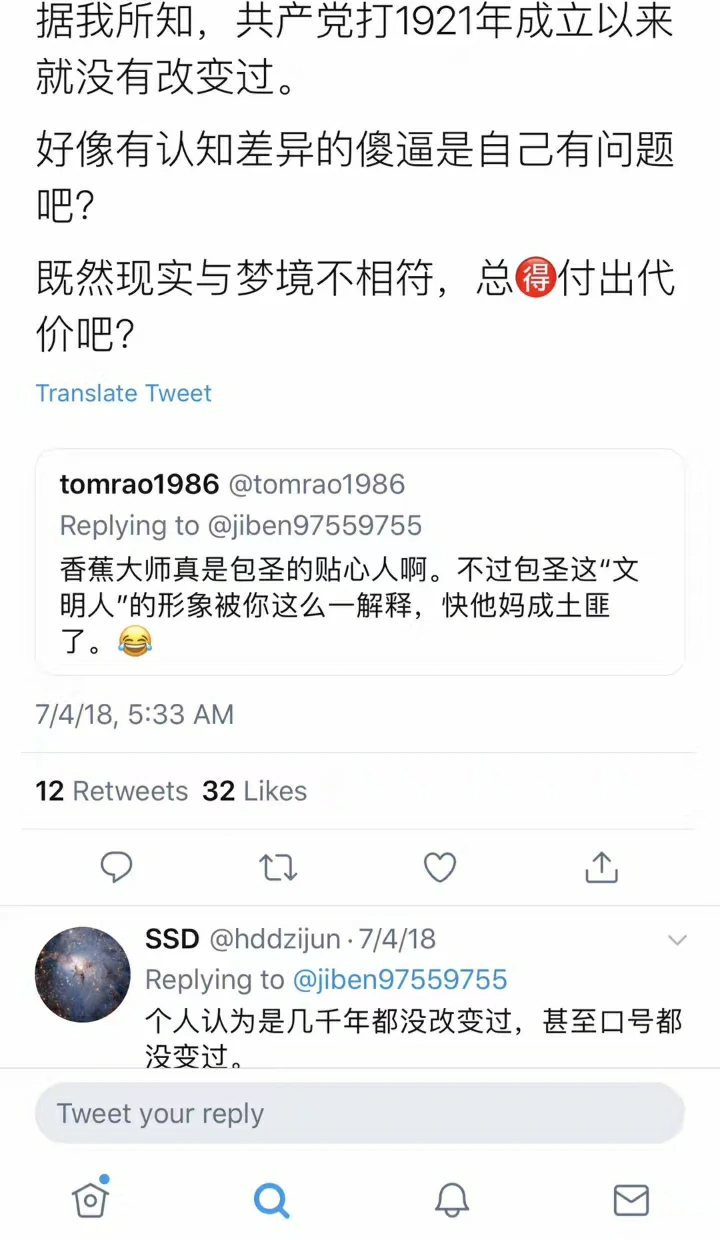 据我所知，共产党打1921年成立以来
就没有改变过。
好像有认知差异的傻逼是自己有问题
吧？
既然现实与梦境不相符，总🉐付出代
价吧？
Translate Tweet
tomrao1986 @tomrao1986
Replying to @jiben97559755
香蕉大师真是包圣的贴心人啊。不过包圣这“文
明人”的形象被你这么一解释，快他妈成土匪
了。😂
7/4/18, 5:33 AM
12 Retweets 32 Likes
SSD @hddzijun · 7/4/18
Replying to @jiben97559755
个人认为是几千年都没改变过，甚至口号都
没变过。
Tweet your reply